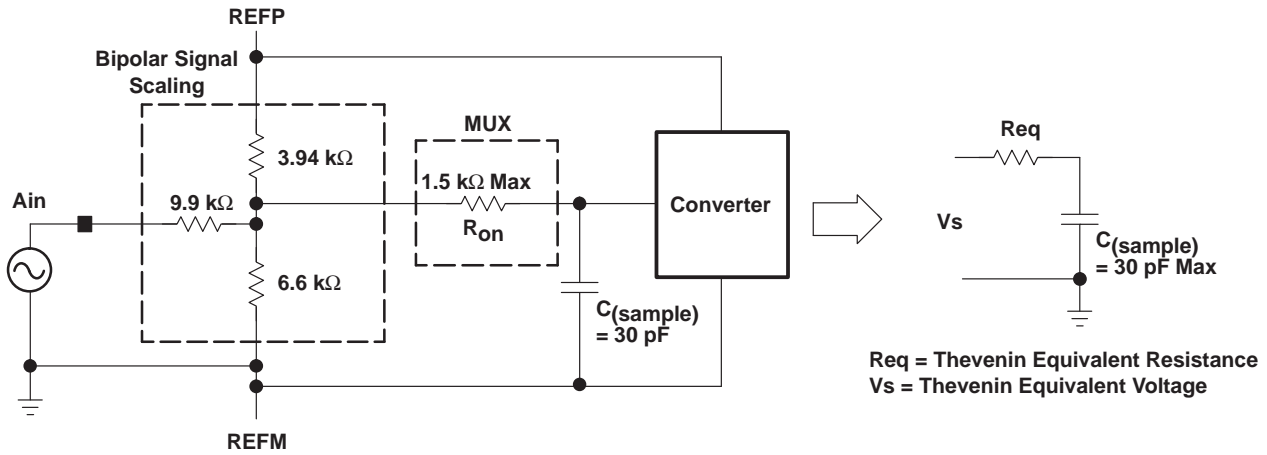 REFP
Bipolar Signal
Scaling
3.94 kΩ
MUX
1.5 kΩ Max
Ron
9.9 kΩ
Ain
6.6 kΩ
Converter
C(sample)
= 30 pF
REFM
Req
Vs
C(sample)
= 30 pF Max
Req = Thevenin Equivalent Resistance
Vs = Thevenin Equivalent Voltage